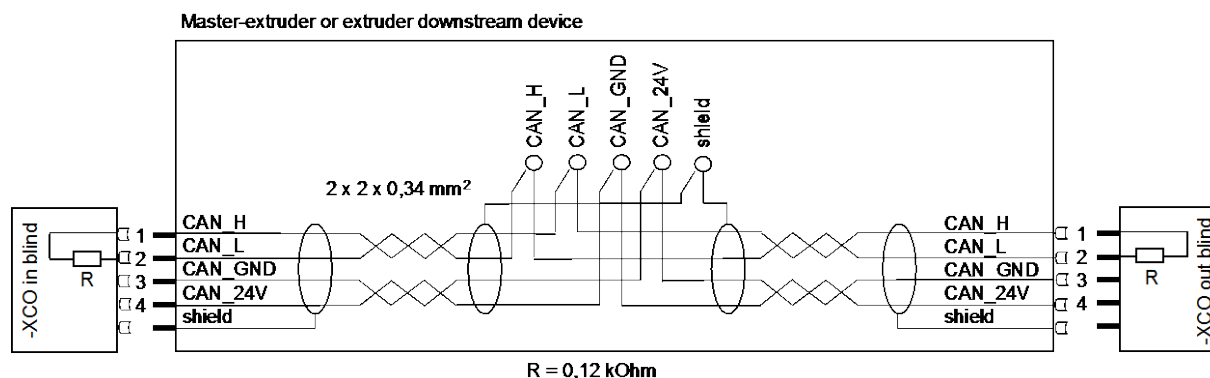 Master-extruder or extruder downstream device
CAN_H
CAN_L
CAN_GND
CAN_24V
shield
2 x 2 x 0,34 mm²
-XCO in blind
R
1
2
3
4
CAN_H
CAN_L
CAN_GND
CAN_24V
shield
CAN_H
CAN_L
CAN_GND
CAN_24V
shield
1
2
3
4
R
-XCO out blind
R = 0,12 kOhm